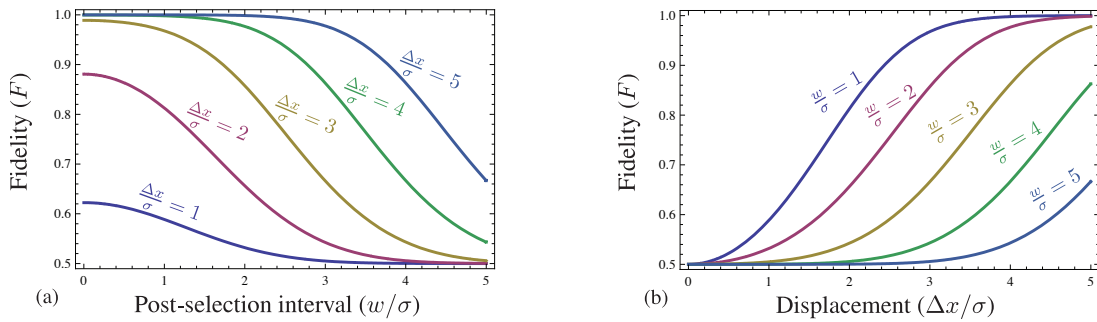 1.0
0.9
0.8
0.7
0.6
0.5
0 1 2 3 4 5
Fidelity (F)
Δx/σ = 1
Δx/σ = 2
Δx/σ = 3
Δx/σ = 4
Δx/σ = 5
(a)
Post-selection interval (w/σ)
1.0
0.9
0.8
0.7
0.6
0.5
0 1 2 3 4 5
Fidelity (F)
w/σ = 1
w/σ = 2
w/σ = 3
w/σ = 4
w/σ = 5
(b)
Displacement (Δx/σ)